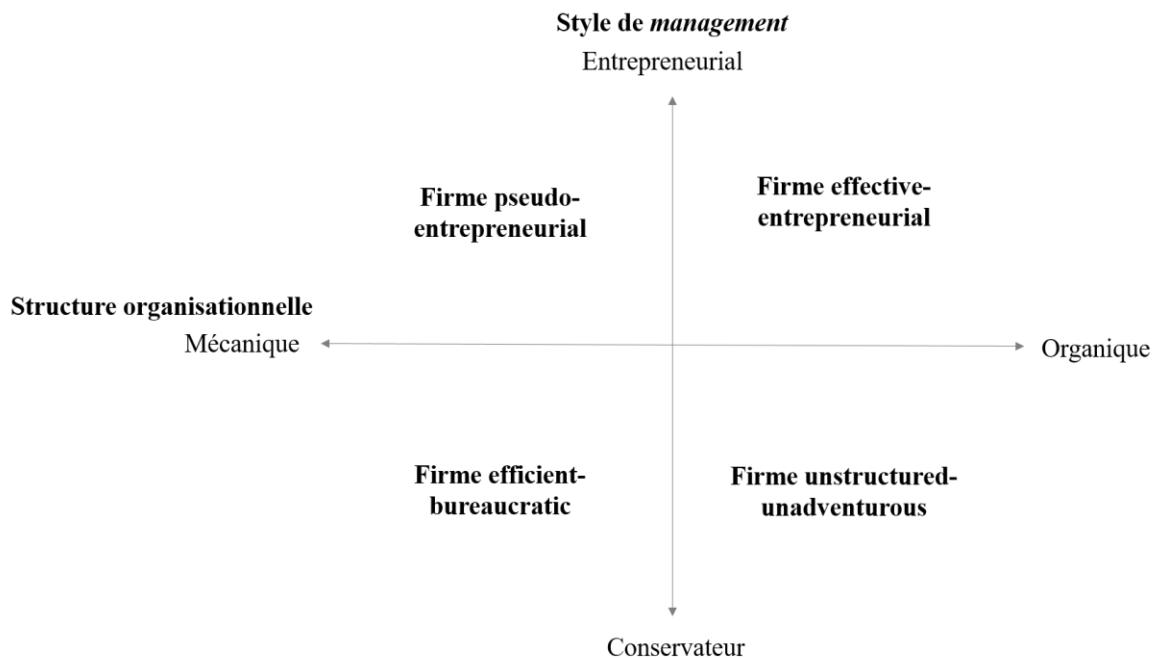 Style de management
Entrepreneurial
Firme pseudo-
entrepreneurial
Firme effective-
entrepreneurial
Structure organisationnelle
Mécanique
Organique
Firme efficient-
bureaucratic
Firme unstructured-
unadventurous
Conservateur